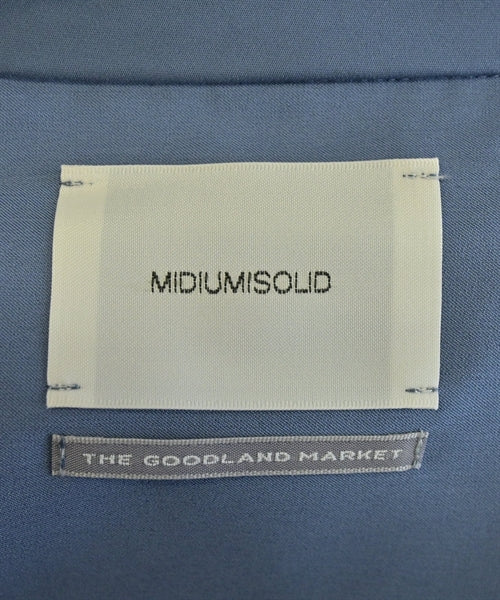 MIDIUMISOLID
THE GOODLAND MARKET